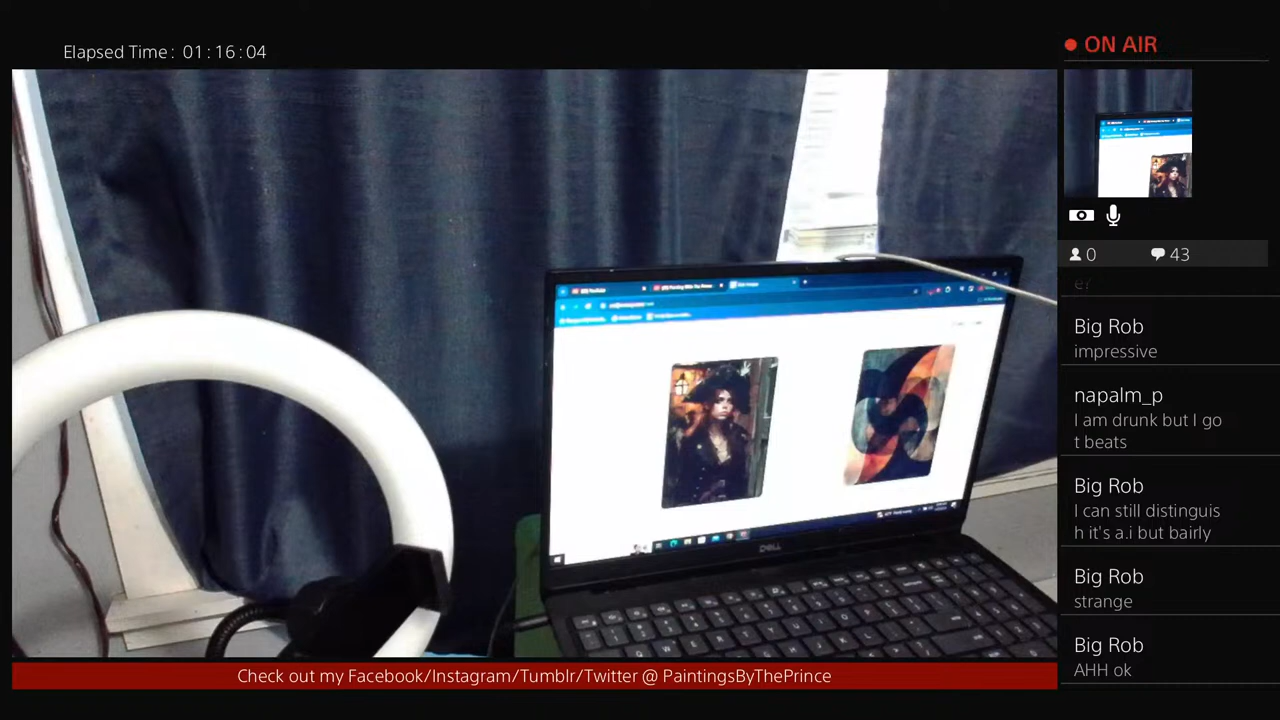 Elapsed Time: 01:16:04
ON AIR
0
43
er?
Big Rob
impressive
napalm_p
I am drunk but I go
t beats
Big Rob
I can still distinguis
h it's a.i but bairly
Big Rob
strange
Big Rob
AHH ok
YouTube
DELL
Check out my Facebook/Instagram/Tumblr/Twitter @ PaintingsByThePrince